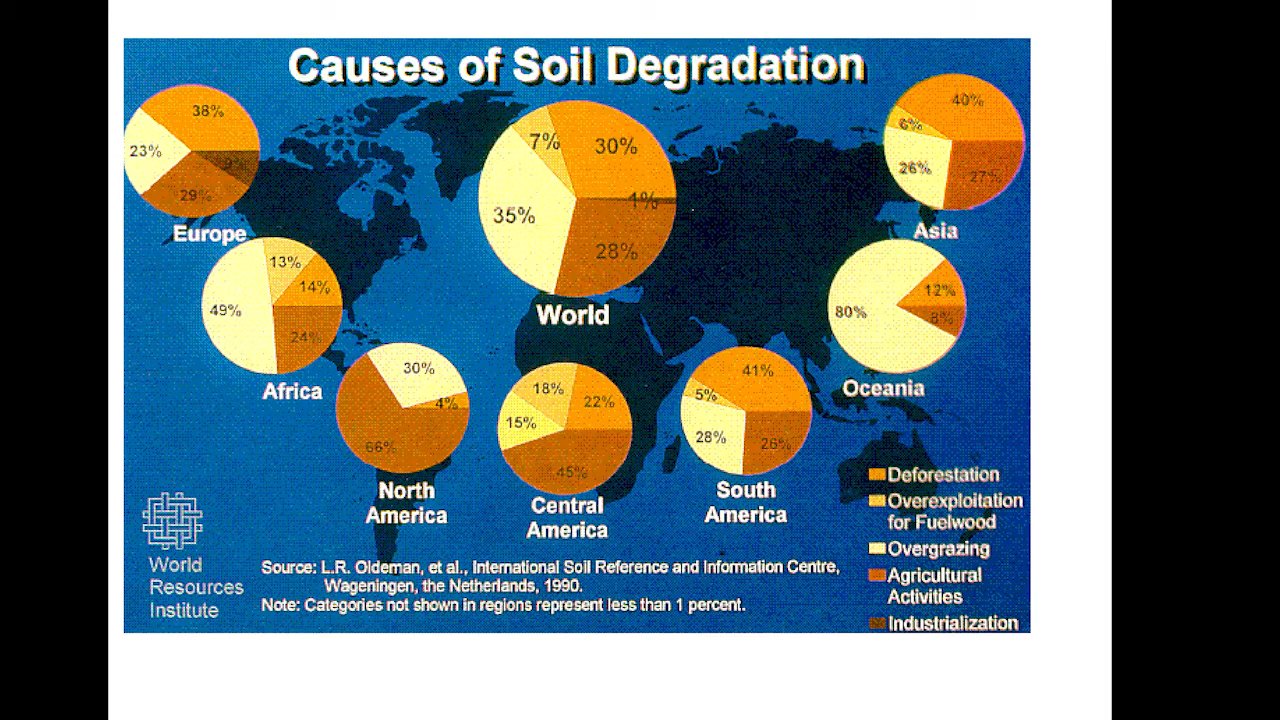 Causes of Soil Degradation
38%
23%
9%
29%
Europe
7%
30%
1%
35%
28%
World
40%
6%
26%
27%
Asia
13%
14%
49%
24%
Africa
12%
80%
8%
Oceania
30%
4%
66%
North
America
18%
22%
15%
45%
Central
America
41%
5%
28%
26%
South
America
Deforestation
Overexploitation
for Fuelwood
Overgrazing
Agricultural
Activities
Industrialization
World
Resources
Institute
Source: L.R. Oldeman, et al., International Soil Reference and Information Centre,
Wageningen, the Netherlands, 1990.
Note: Categories not shown in regions represent less than 1 percent.